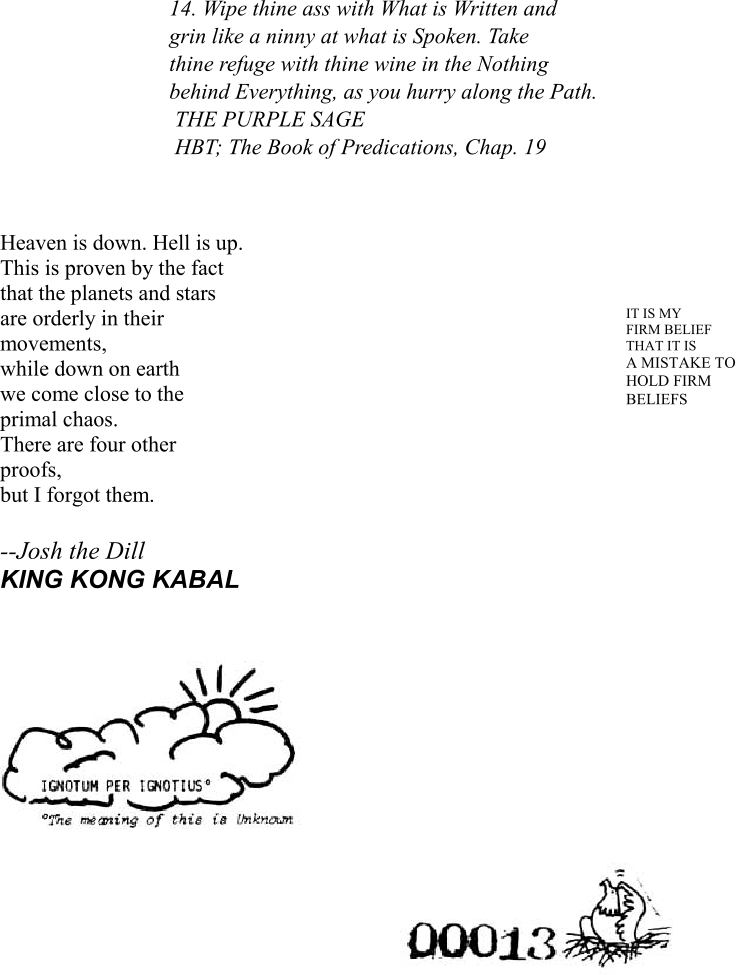 14. Wipe thine ass with What is Written and
grin like a ninny at what is Spoken. Take
thine refuge with thine wine in the Nothing
behind Everything, as you hurry along the Path.
THE PURPLE SAGE
HBT; The Book of Predications, Chap. 19
Heaven is down. Hell is up.
This is proven by the fact
that the planets and stars
are orderly in their
movements,
while down on earth
we come close to the
primal chaos.
There are four other
proofs,
but I forgot them.
--Josh the Dill
KING KONG KABAL
IT IS MY
FIRM BELIEF
THAT IT IS
A MISTAKE TO
HOLD FIRM
BELIEFS
IGNOTUM PER IGNOTIUS°
°The meaning of this is Unknown
00013